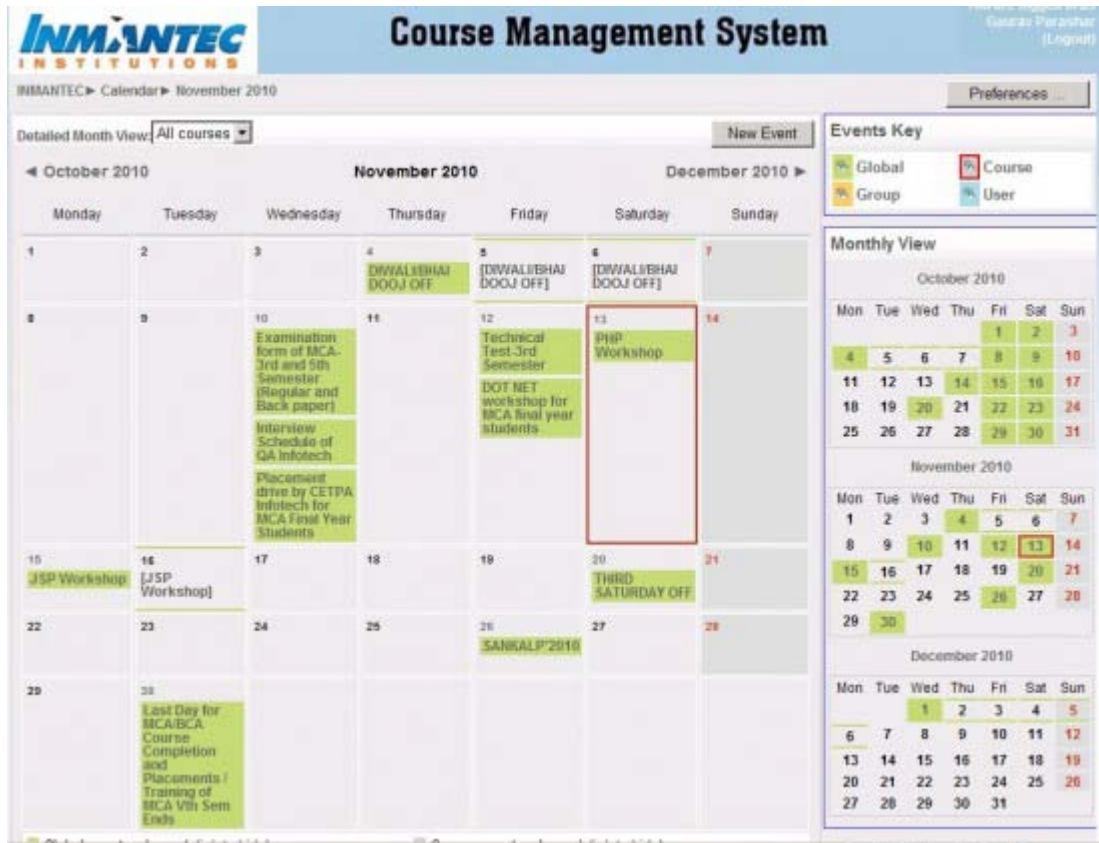 INMANTEC
INSTITUTIONS
Course Management System
Gaurav Parashar
(Logout)
INMANTEC► Calendar► November 2010
Preferences ...
Detailed Month View: All courses
New Event
◄ October 2010
November 2010
December 2010 ►
Monday Tuesday Wednesday Thursday Friday Saturday Sunday
1 2 3 4 5 6 7
DIWALI/BHAI
DOOJ OFF
[DIWALI/BHAI
DOOJ OFF]
[DIWALI/BHAI
DOOJ OFF]
8 9 10 11 12 13 14
Examination
form of MCA-
3rd and 5th
Semester
(Regular and
Back paper)
Interview
Schedule of
QA Infotech
Placement
drive by CETPA
Infotech for
MCA Final Year
Students
Technical
Test-3rd
Semester
DOT NET
workshop for
MCA final year
students
PHP
Workshop
15 16 17 18 19 20 21
JSP Workshop
[JSP
Workshop]
THIRD
SATURDAY OFF
22 23 24 25 26 27 28
SANKALP'2010
29 30
Last Day for
MCA/BCA
Course
Completion
and
Placements /
Training of
MCA Vth Sem
Ends
Events Key
Global Course
Group User
Monthly View
October 2010
Mon Tue Wed Thu Fri Sat Sun
1 2 3
4 5 6 7 8 9 10
11 12 13 14 15 16 17
18 19 20 21 22 23 24
25 26 27 28 29 30 31
November 2010
Mon Tue Wed Thu Fri Sat Sun
1 2 3 4 5 6 7
8 9 10 11 12 13 14
15 16 17 18 19 20 21
22 23 24 25 26 27 28
29 30
December 2010
Mon Tue Wed Thu Fri Sat Sun
1 2 3 4 5
6 7 8 9 10 11 12
13 14 15 16 17 18 19
20 21 22 23 24 25 26
27 28 29 30 31